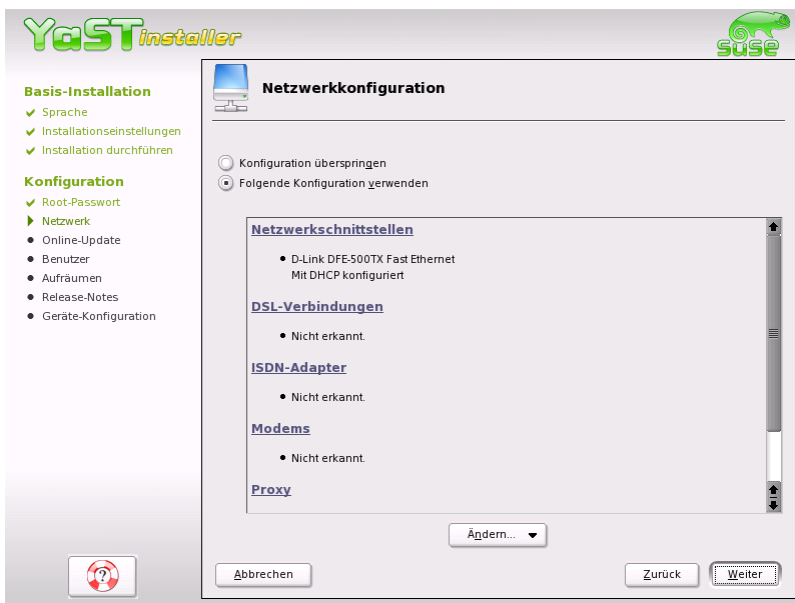 YaST installer
SUSE
Basis-Installation
Sprache
Installationseinstellungen
Installation durchführen
Konfiguration
Root-Passwort
Netzwerk
Online-Update
Benutzer
Aufräumen
Release-Notes
Geräte-Konfiguration
Netzwerkkonfiguration
Konfiguration überspringen
Folgende Konfiguration verwenden
Netzwerkschnittstellen
D-Link DFE-500TX Fast Ethernet
Mit DHCP konfiguriert
DSL-Verbindungen
Nicht erkannt.
ISDN-Adapter
Nicht erkannt.
Modems
Nicht erkannt.
Proxy
Ändern...
Abbrechen
Zurück
Weiter
?